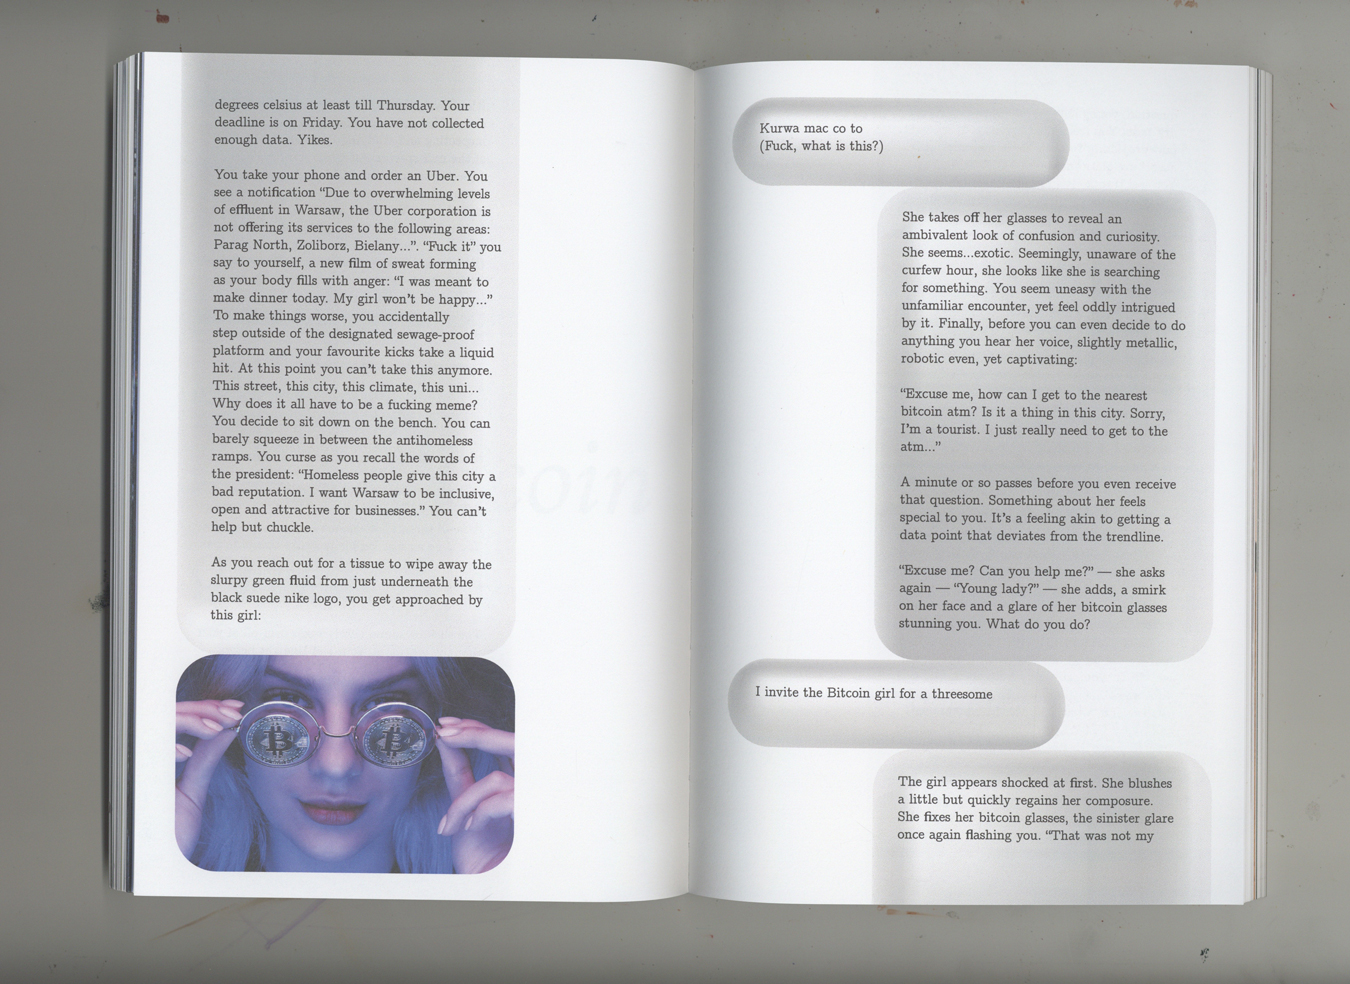 degrees celsius at least till Thursday. Your
deadline is on Friday. You have not collected
enough data. Yikes.
You take your phone and order an Uber. You
see a notification “Due to overwhelming levels
of effluent in Warsaw, the Uber corporation is
not offering its services to the following areas:
Parag North, Zoliborz, Bielany...”. “Fuck it” you
say to yourself, a new film of sweat forming
as your body fills with anger: “I was meant to
make dinner today. My girl won’t be happy...”
To make things worse, you accidentally
step outside of the designated sewage-proof
platform and your favourite kicks take a liquid
hit. At this point you can’t take this anymore.
This street, this city, this climate, this uni...
Why does it all have to be a fucking meme?
You decide to sit down on the bench. You can
barely squeeze in between the antihomeless
ramps. You curse as you recall the words of
the president: “Homeless people give this city a
bad reputation. I want Warsaw to be inclusive,
open and attractive for businesses.” You can’t
help but chuckle.
As you reach out for a tissue to wipe away the
slurpy green fluid from just underneath the
black suede nike logo, you get approached by
this girl:
Kurwa mac co to
(Fuck, what is this?)
She takes off her glasses to reveal an
ambivalent look of confusion and curiosity.
She seems...exotic. Seemingly, unaware of the
curfew hour, she looks like she is searching
for something. You seem uneasy with the
unfamiliar encounter, yet feel oddly intrigued
by it. Finally, before you can even decide to do
anything you hear her voice, slightly metallic,
robotic even, yet captivating:
“Excuse me, how can I get to the nearest
bitcoin atm? Is it a thing in this city. Sorry,
I’m a tourist. I just really need to get to the
atm...”
A minute or so passes before you even receive
that question. Something about her feels
special to you. It’s a feeling akin to getting a
data point that deviates from the trendline.
“Excuse me? Can you help me?” — she asks
again — “Young lady?” — she adds, a smirk
on her face and a glare of her bitcoin glasses
stunning you. What do you do?
I invite the Bitcoin girl for a threesome
The girl appears shocked at first. She blushes
a little but quickly regains her composure.
She fixes her bitcoin glasses, the sinister glare
once again flashing you. “That was not my